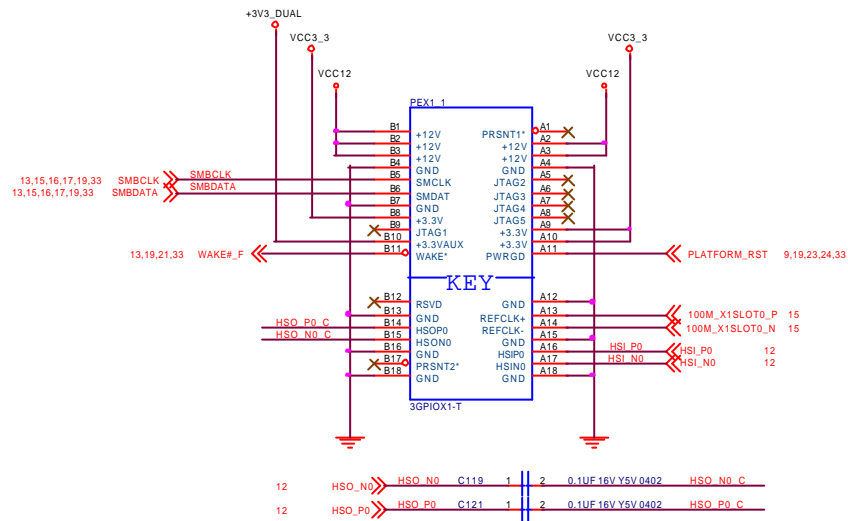 +3V3_DUAL
VCC3_3 VCC3_3
VCC12 VCC12
PEX1_1
B1 +12V PRSNT1* A1
B2 +12V +12V A2
B3 +12V +12V A3
B4 GND GND A4
13,15,16,17,19,33 SMBCLK SMBCLK B5 SMCLK JTAG2 A5
13,15,16,17,19,33 SMBDATA SMBDATA B6 SMDAT JTAG3 A6
B7 GND JTAG4 A7
B8 +3.3V JTAG5 A8
B9 JTAG1 +3.3V A9
B10 +3.3VAUX +3.3V A10
13,19,21,33 WAKE#_F B11 WAKE* PWRGD A11 PLATFORM_RST 9,19,23,24,33
KEY
B12 RSVD GND A12
B13 GND REFCLK+ A13 100M_X1SLOT0_P 15
HSO_P0_C B14 HSOP0 REFCLK- A14 100M_X1SLOT0_N 15
HSO_N0_C B15 HSON0 GND A15
B16 GND HSIP0 A16 HSI_P0 HSI_P0 12
B17 PRSNT2* HSIN0 A17 HSI_N0 HSI_N0 12
B18 GND GND A18
3GPIOX1-T
12 HSO_N0 HSO_N0 C119 1 2 0.1UF 16V Y5V 0402 HSO_N0_C
12 HSO_P0 HSO_P0 C121 1 2 0.1UF 16V Y5V 0402 HSO_P0_C